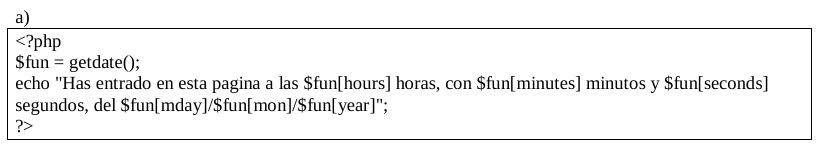 a)
<?php
$fun = getdate();
echo "Has entrado en esta pagina a las $fun[hours] horas, con $fun[minutes] minutos y $fun[seconds]
segundos, del $fun[mday]/$fun[mon]/$fun[year]";
?>